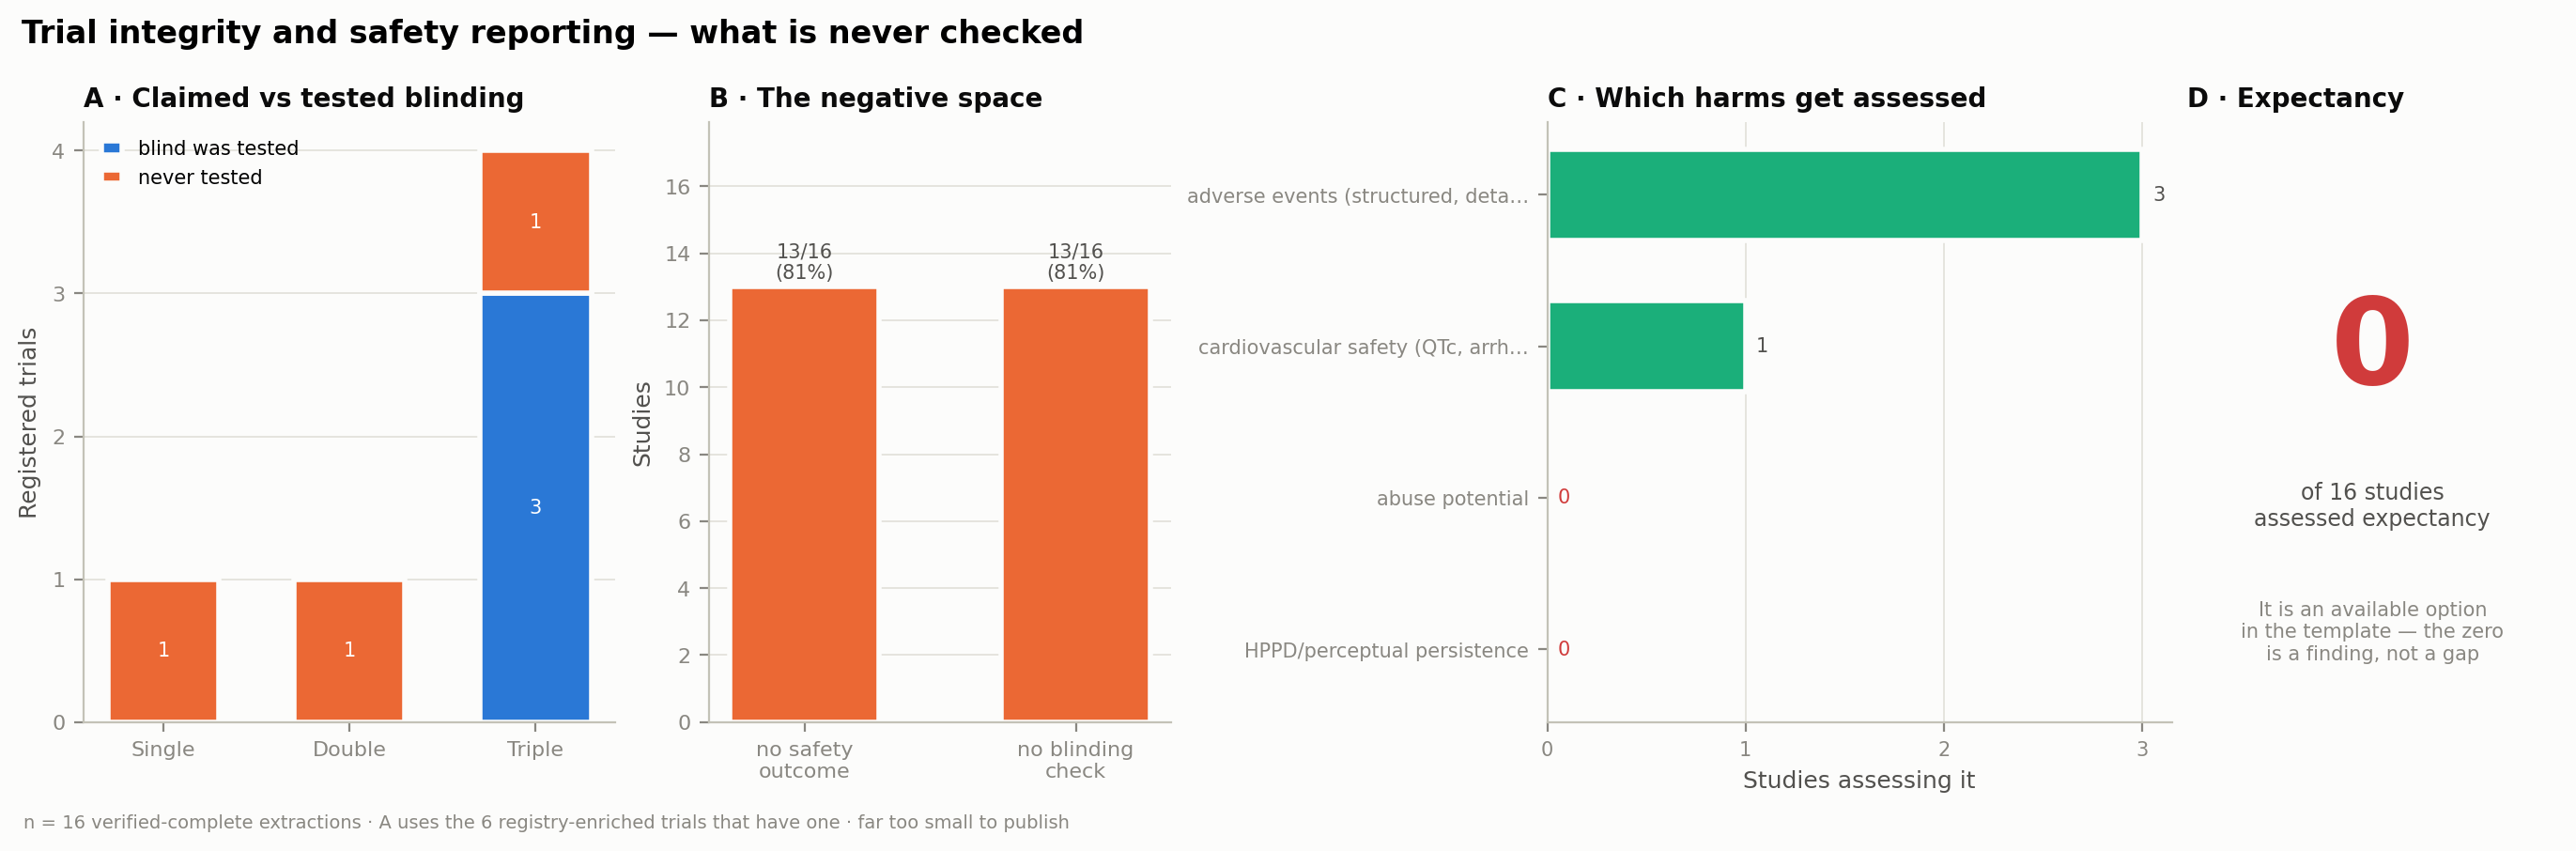 Trial integrity and safety reporting — what is never checked
A · Claimed vs tested blinding
blind was tested
never tested
Registered trials
4
3
2
1
0
1
1
1
3
Single
Double
Triple
B · The negative space
Studies
16
14
12
10
8
6
4
2
0
13/16
(81%)
13/16
(81%)
no safety
outcome
no blinding
check
C · Which harms get assessed
adverse events (structured, deta…
3
cardiovascular safety (QTc, arrh…
1
abuse potential
0
HPPD/perceptual persistence
0
0
1
2
3
Studies assessing it
D · Expectancy
0
of 16 studies
assessed expectancy
It is an available option
in the template — the zero
is a finding, not a gap
n = 16 verified-complete extractions · A uses the 6 registry-enriched trials that have one · far too small to publish